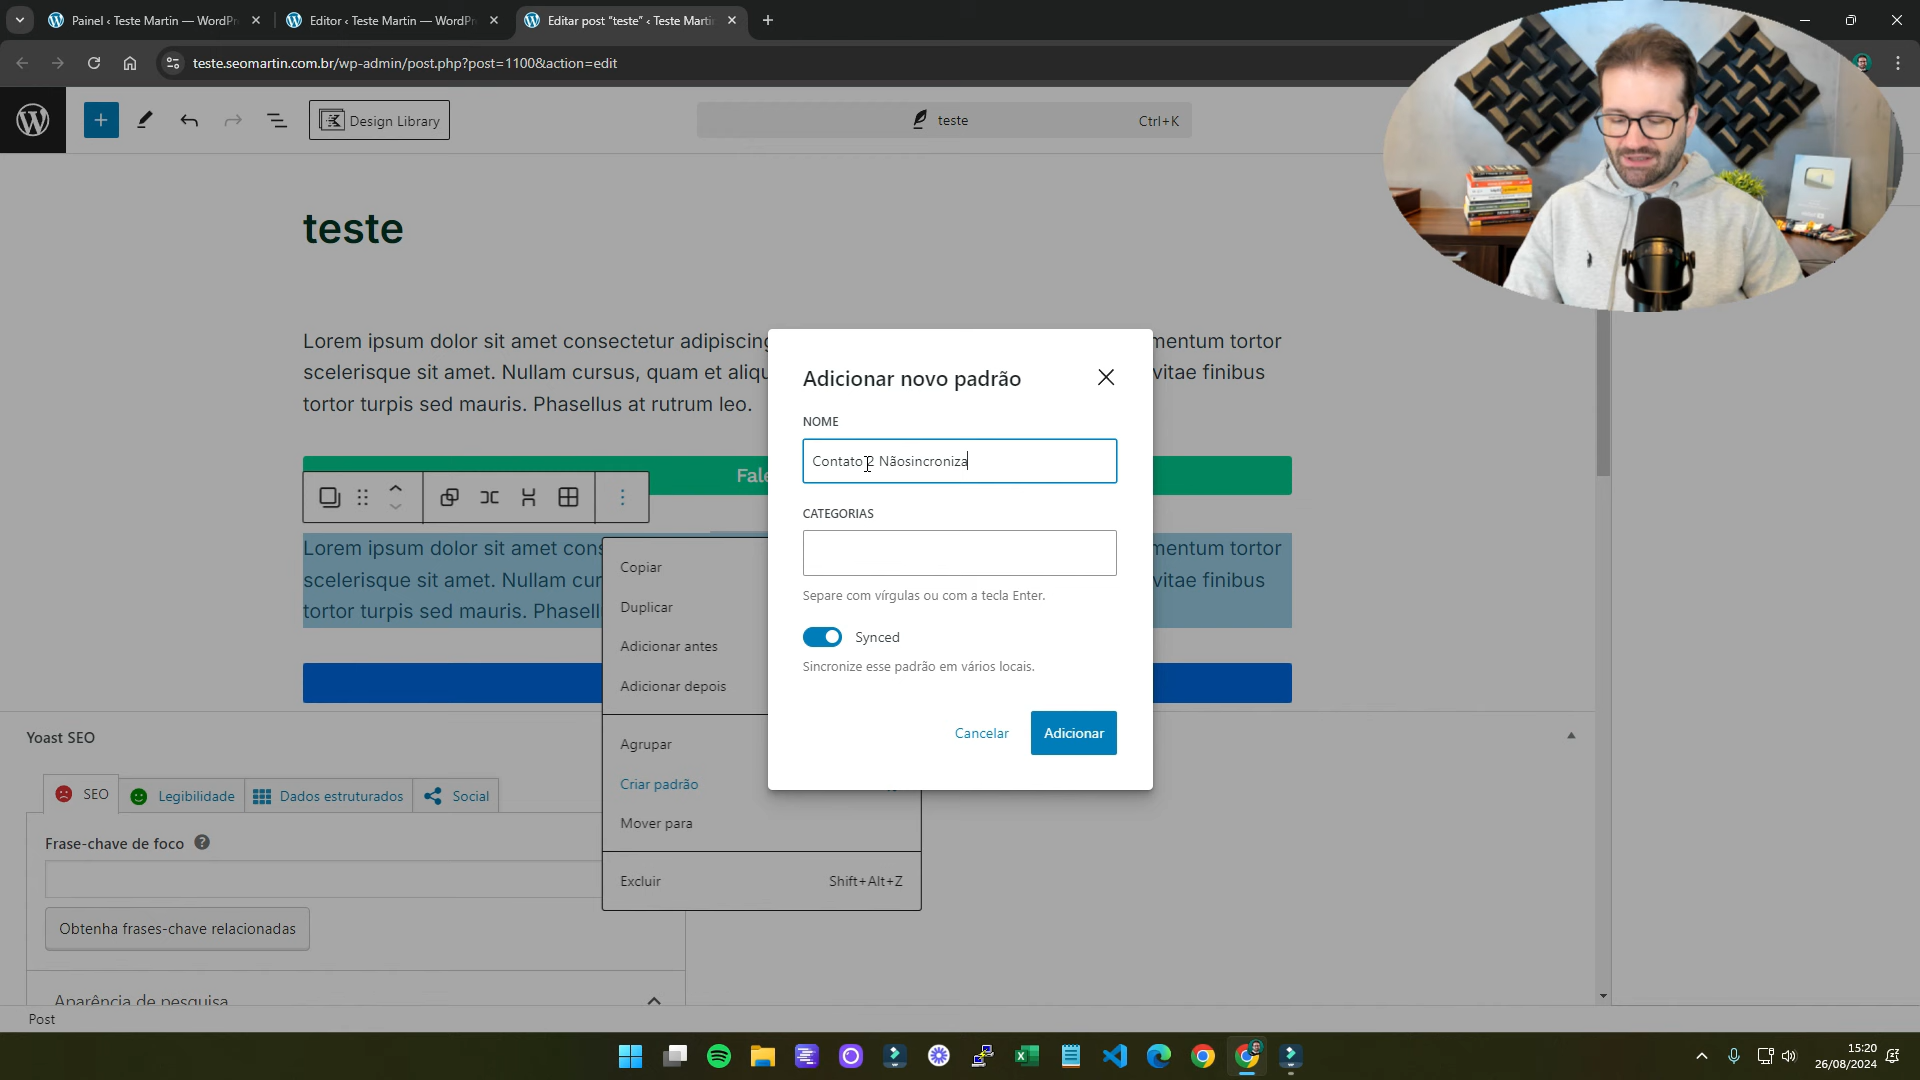 Painel ‹ Teste Martin — WordPr
Editor ‹ Teste Martin — WordPr
Editar post “teste” ‹ Teste Martin
teste.seomartin.com.br/wp-admin/post.php?post=1100&action=edit
Design Library
teste
Ctrl+K
teste
Lorem ipsum dolor sit amet consectetur adipiscing mentum tortor
scelerisque sit amet. Nullam cursus, quam et aliqu vitae finibus
tortor turpis sed mauris. Phasellus at rutrum leo.
Fale
Lorem ipsum dolor sit amet cons mentum tortor
scelerisque sit amet. Nullam cur vitae finibus
tortor turpis sed mauris. Phasell
Copiar
Duplicar
Adicionar antes
Adicionar depois
Agrupar
Criar padrão
Mover para
Excluir
Shift+Alt+Z
Adicionar novo padrão
NOME
Contato 2 Nãosincroniza
CATEGORIAS
Separe com vírgulas ou com a tecla Enter.
Synced
Sincronize esse padrão em vários locais.
Cancelar
Adicionar
Yoast SEO
SEO
Legibilidade
Dados estruturados
Social
Frase-chave de foco
Obtenha frases-chave relacionadas
Aparência de pesquisa
Post
15:20
26/08/2024